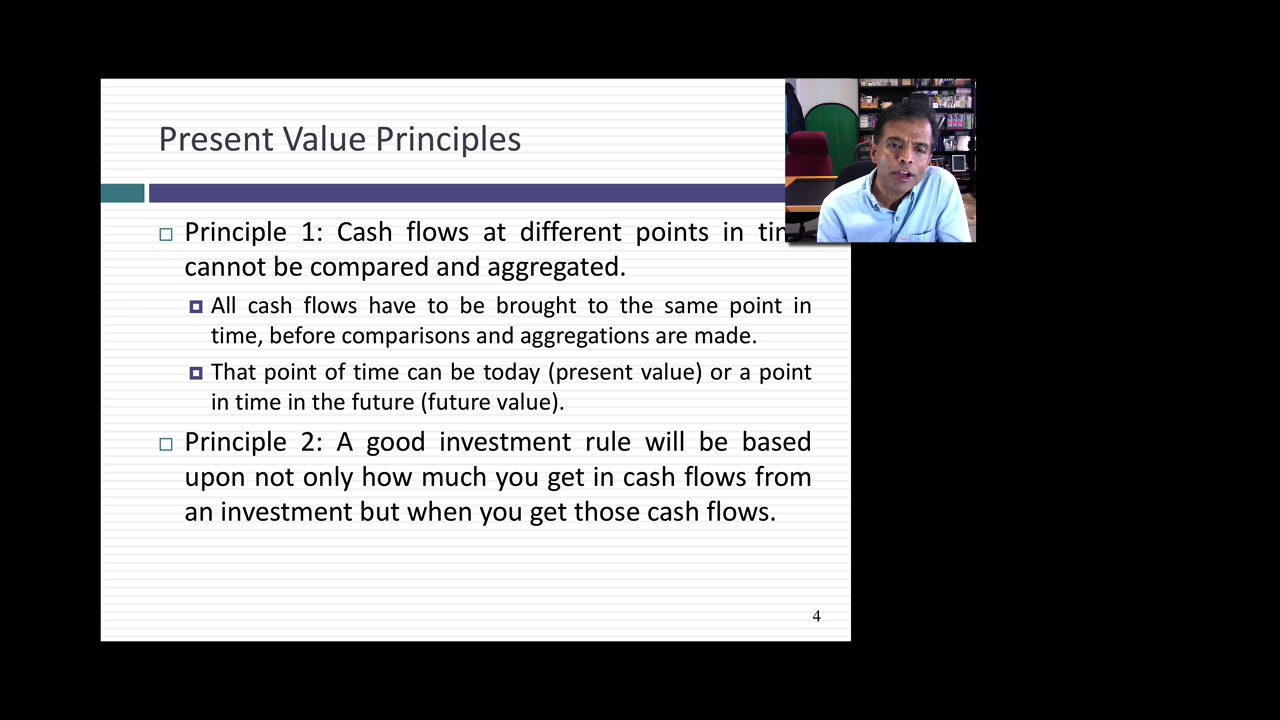 Present Value Principles
Principle 1: Cash flows at different points in
cannot be compared and aggregated.
All cash flows have to be brought to the same point in
time, before comparisons and aggregations are made.
That point of time can be today (present value) or a point
in time in the future (future value).
Principle 2: A good investment rule will be based
upon not only how much you get in cash flows from
an investment but when you get those cash flows.
4